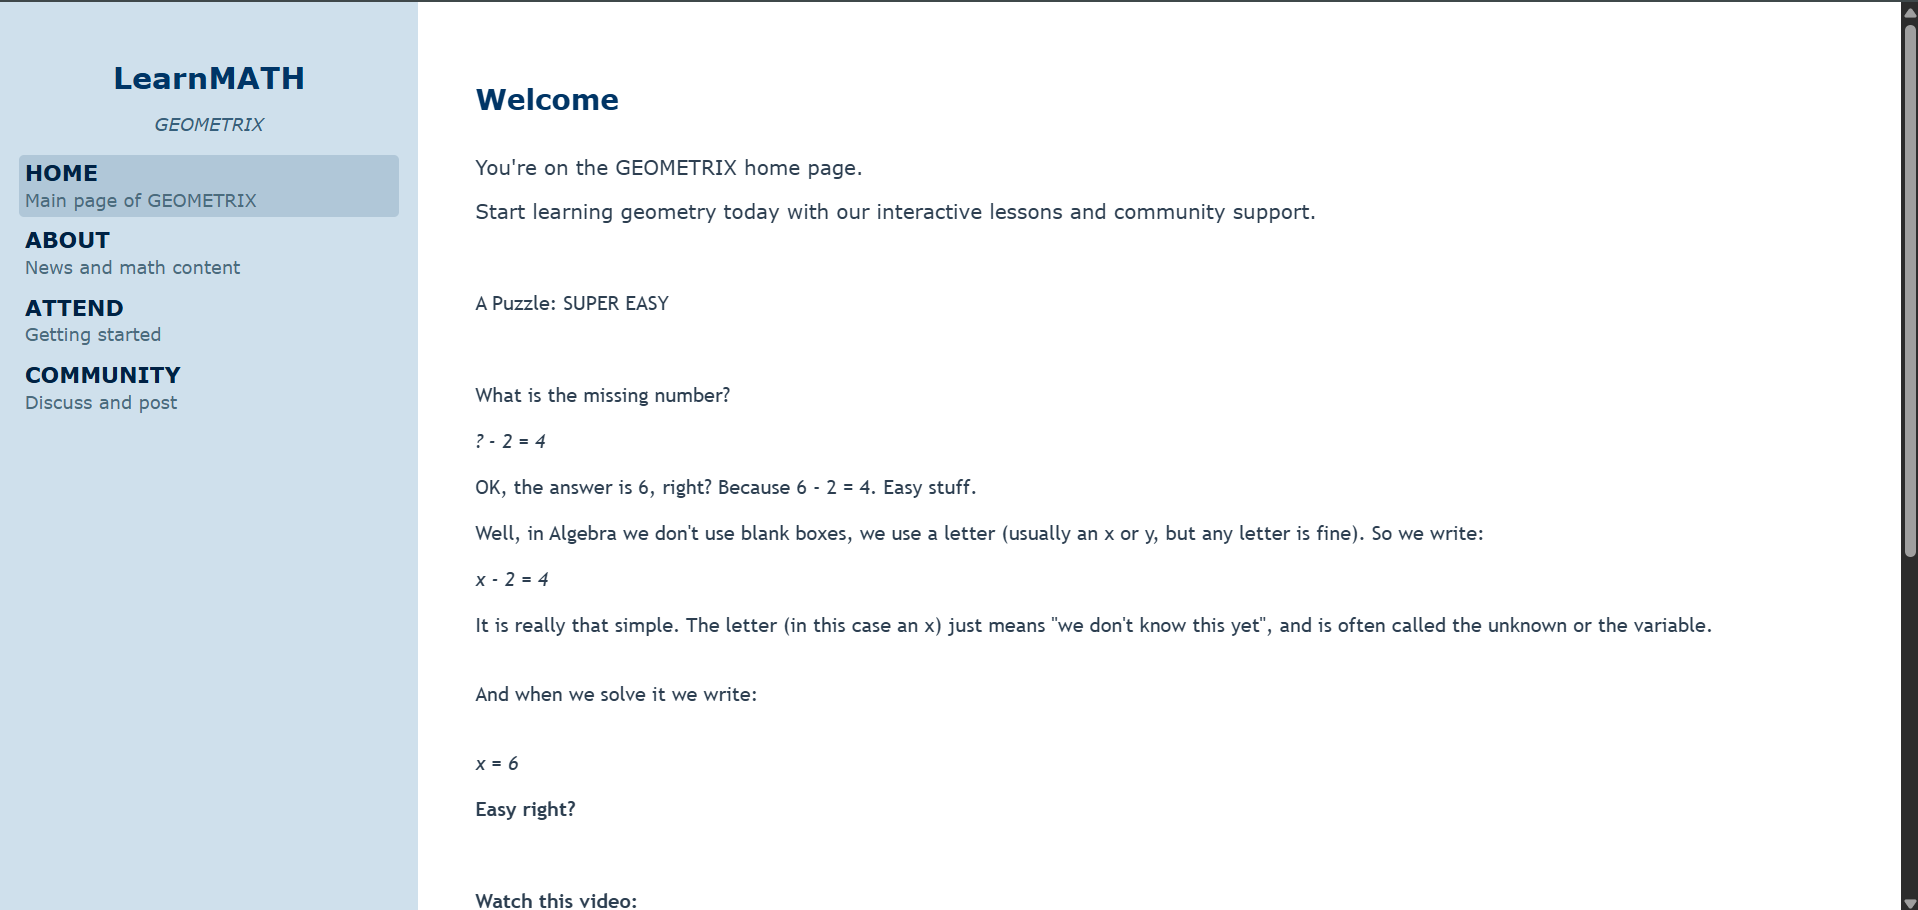 LearnMATH
GEOMETRIX
HOME
Main page of GEOMETRIX
ABOUT
News and math content
ATTEND
Getting started
COMMUNITY
Discuss and post
Welcome
You're on the GEOMETRIX home page.
Start learning geometry today with our interactive lessons and community support.
A Puzzle: SUPER EASY
What is the missing number?
? - 2 = 4
OK, the answer is 6, right? Because 6 - 2 = 4. Easy stuff.
Well, in Algebra we don't use blank boxes, we use a letter (usually an x or y, but any letter is fine). So we write:
x - 2 = 4
It is really that simple. The letter (in this case an x) just means "we don't know this yet", and is often called the unknown or the variable.
And when we solve it we write:
x = 6
Easy right?
Watch this video: